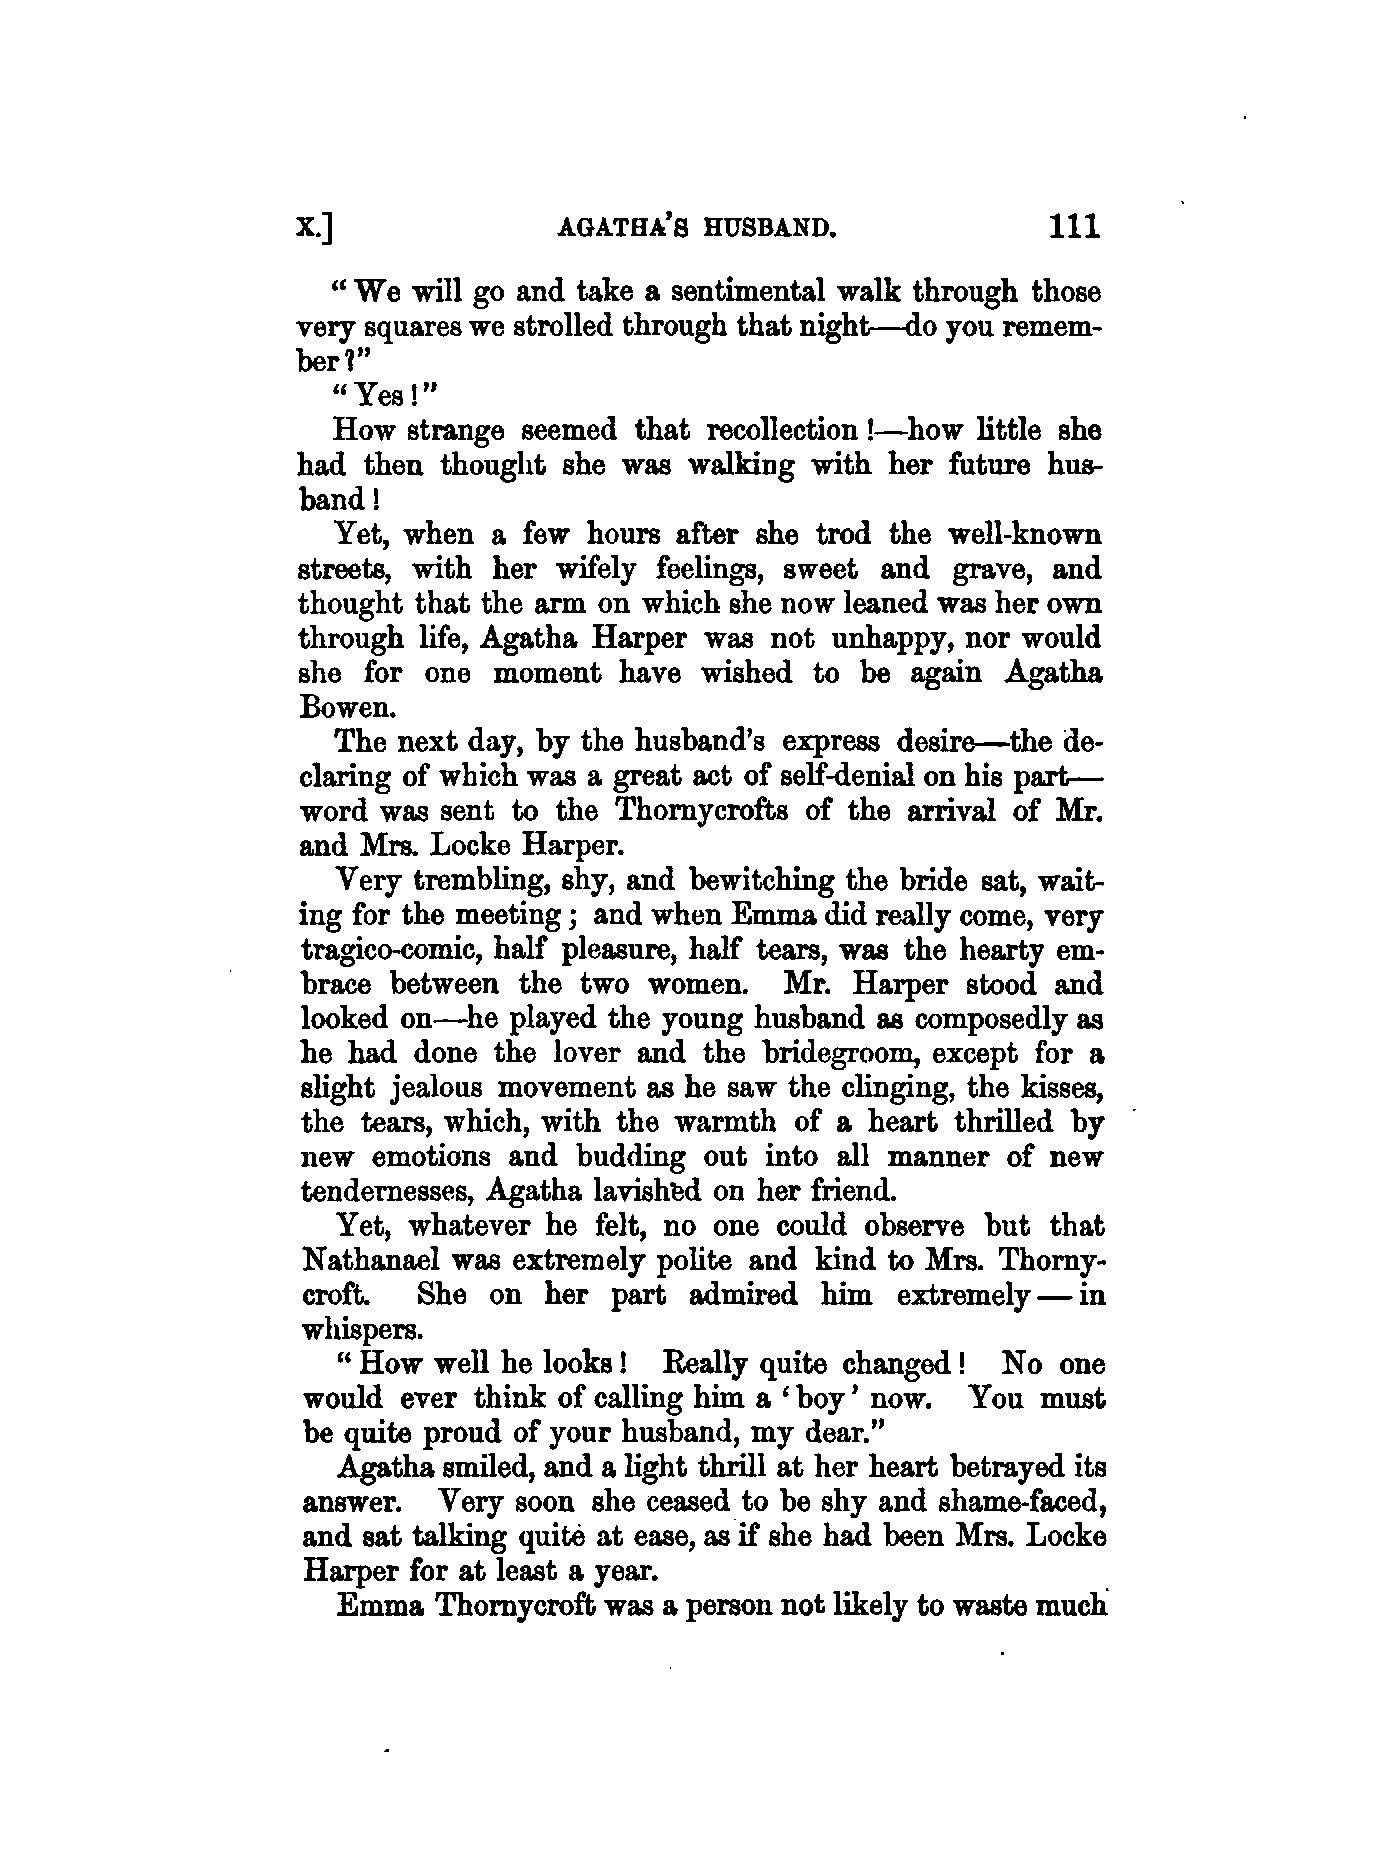 X.] AGATHA'S HUSBAND. 111
"We will go and take a sentimental walk through those
very squares we strolled through that night—do you remem-
ber?"
"Yes!"
How strange seemed that recollection!—how little she
had then thought she was walking with her future hus-
band!
Yet, when a few hours after she trod the well-known
streets, with her wifely feelings, sweet and grave, and
thought that the arm on which she now leaned was her own
through life, Agatha Harper was not unhappy, nor would
she for one moment have wished to be again Agatha
Bowen.
The next day, by the husband's express desire—the de-
claring of which was a great act of self-denial on his part—
word was sent to the Thornycrofts of the arrival of Mr.
and Mrs. Locke Harper.
Very trembling, shy, and bewitching the bride sat, wait-
ing for the meeting; and when Emma did really come, very
tragico-comic, half pleasure, half tears, was the hearty em-
brace between the two women. Mr. Harper stood and
looked on—he played the young husband as composedly as
he had done the lover and the bridegroom, except for a
slight jealous movement as he saw the clinging, the kisses,
the tears, which, with the warmth of a heart thrilled by
new emotions and budding out into all manner of new
tendernesses, Agatha lavished on her friend.
Yet, whatever he felt, no one could observe but that
Nathanael was extremely polite and kind to Mrs. Thorny-
croft. She on her part admired him extremely—in
whispers.
"How well he looks! Really quite changed! No one
would ever think of calling him a 'boy' now. You must
be quite proud of your husband, my dear."
Agatha smiled, and a light thrill at her heart betrayed its
answer. Very soon she ceased to be shy and shame-faced,
and sat talking quite at ease, as if she had been Mrs. Locke
Harper for at least a year.
Emma Thornycroft was a person not likely to waste much